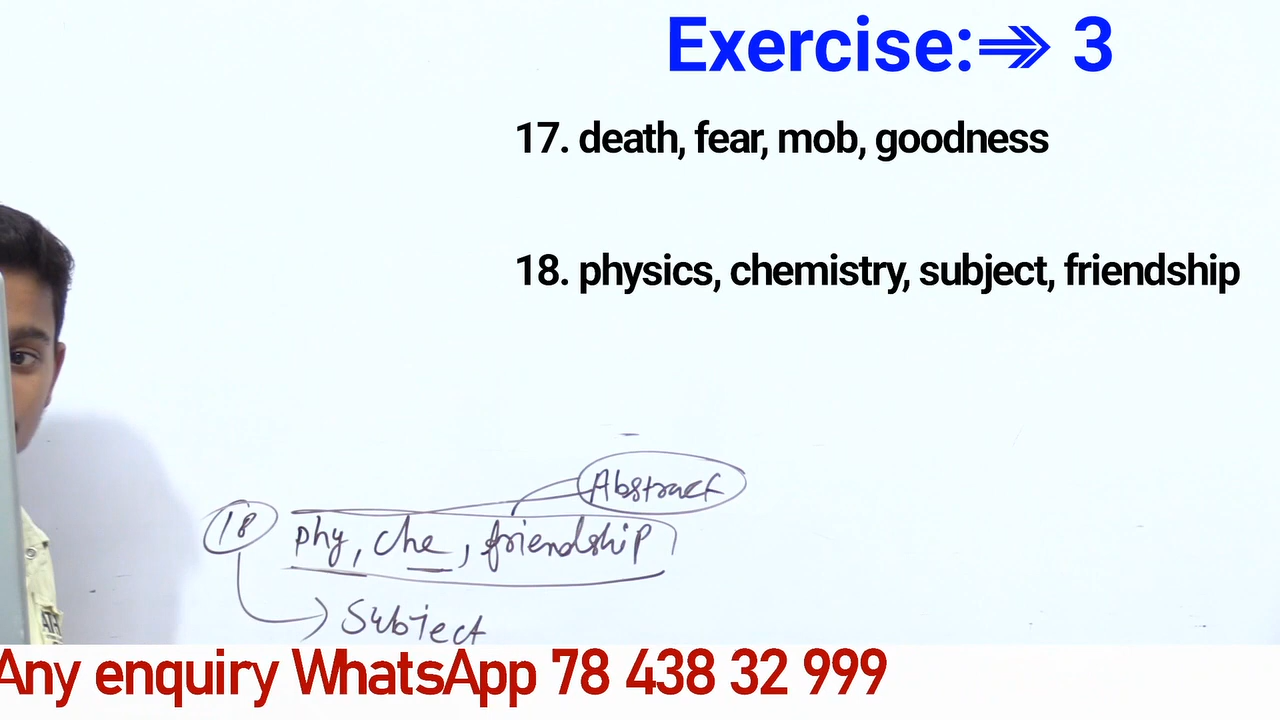 Exercise:⇛ 3
17. death, fear, mob, goodness
18. physics, chemistry, subject, friendship
Abstract
18 phy, che, friendship
Subject
Any enquiry WhatsApp 78 438 32 999